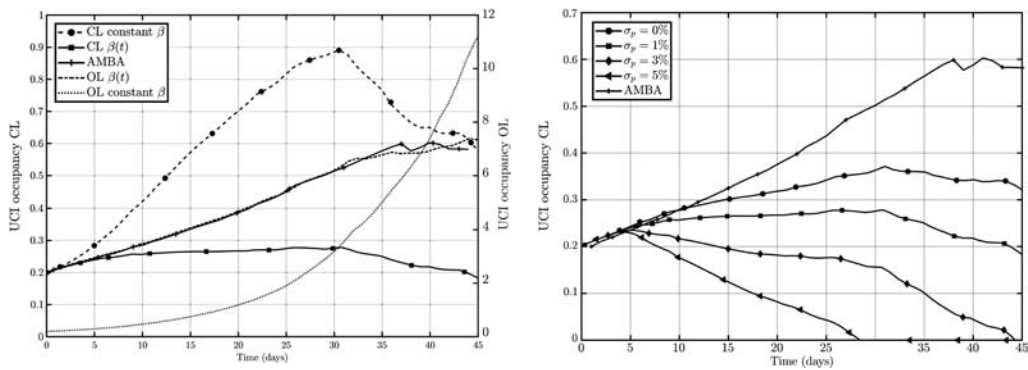 CL constant β
CL β(t)
AMBA
OL β(t)
OL constant β
UCI occupancy CL
1
0.9
0.8
0.7
0.6
0.5
0.4
0.3
0.2
0.1
0
12
10
8
6
4
2
0
UCI occupancy OL
0 5 10 15 20 25 30 35 40 45
Time (days)
σp = 0%
σp = 1%
σp = 3%
σp = 5%
AMBA
UCI occupancy CL
0.7
0.6
0.5
0.4
0.3
0.2
0.1
0
0 5 10 15 20 25 30 35 40 45
Time (days)